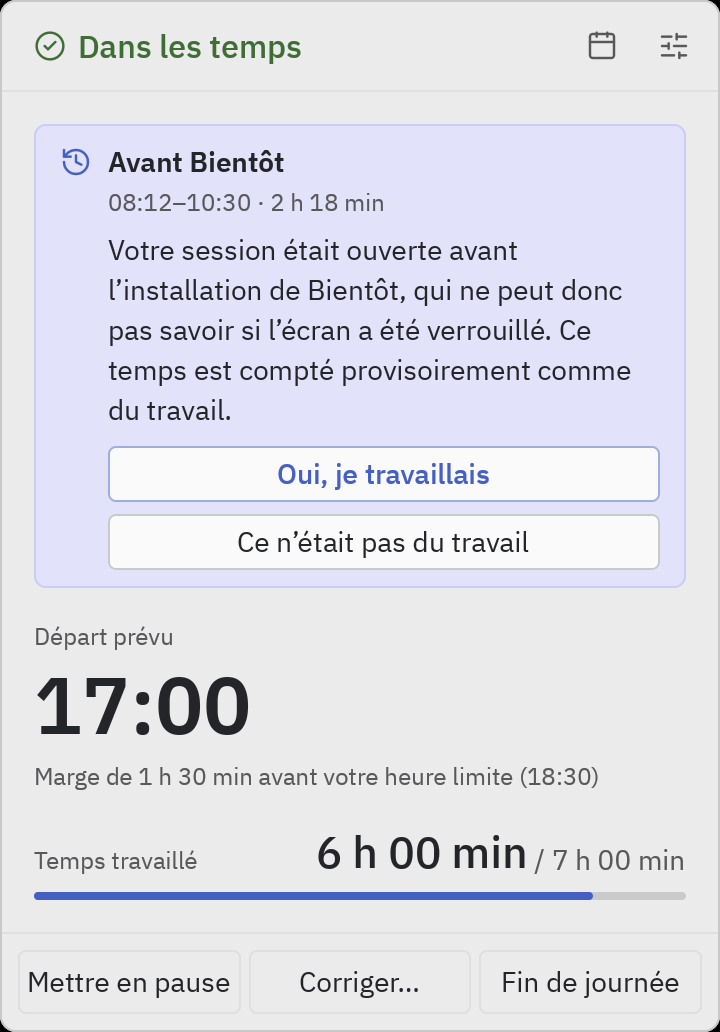 Dans les temps
Avant Bientôt
08:12–10:30 · 2 h 18 min
Votre session était ouverte avant
l’installation de Bientôt, qui ne peut donc
pas savoir si l’écran a été verrouillé. Ce
temps est compté provisoirement comme
du travail.
Oui, je travaillais
Ce n’était pas du travail
Départ prévu
17:00
Marge de 1 h 30 min avant votre heure limite (18:30)
Temps travaillé 6 h 00 min / 7 h 00 min
Mettre en pause Corriger… Fin de journée